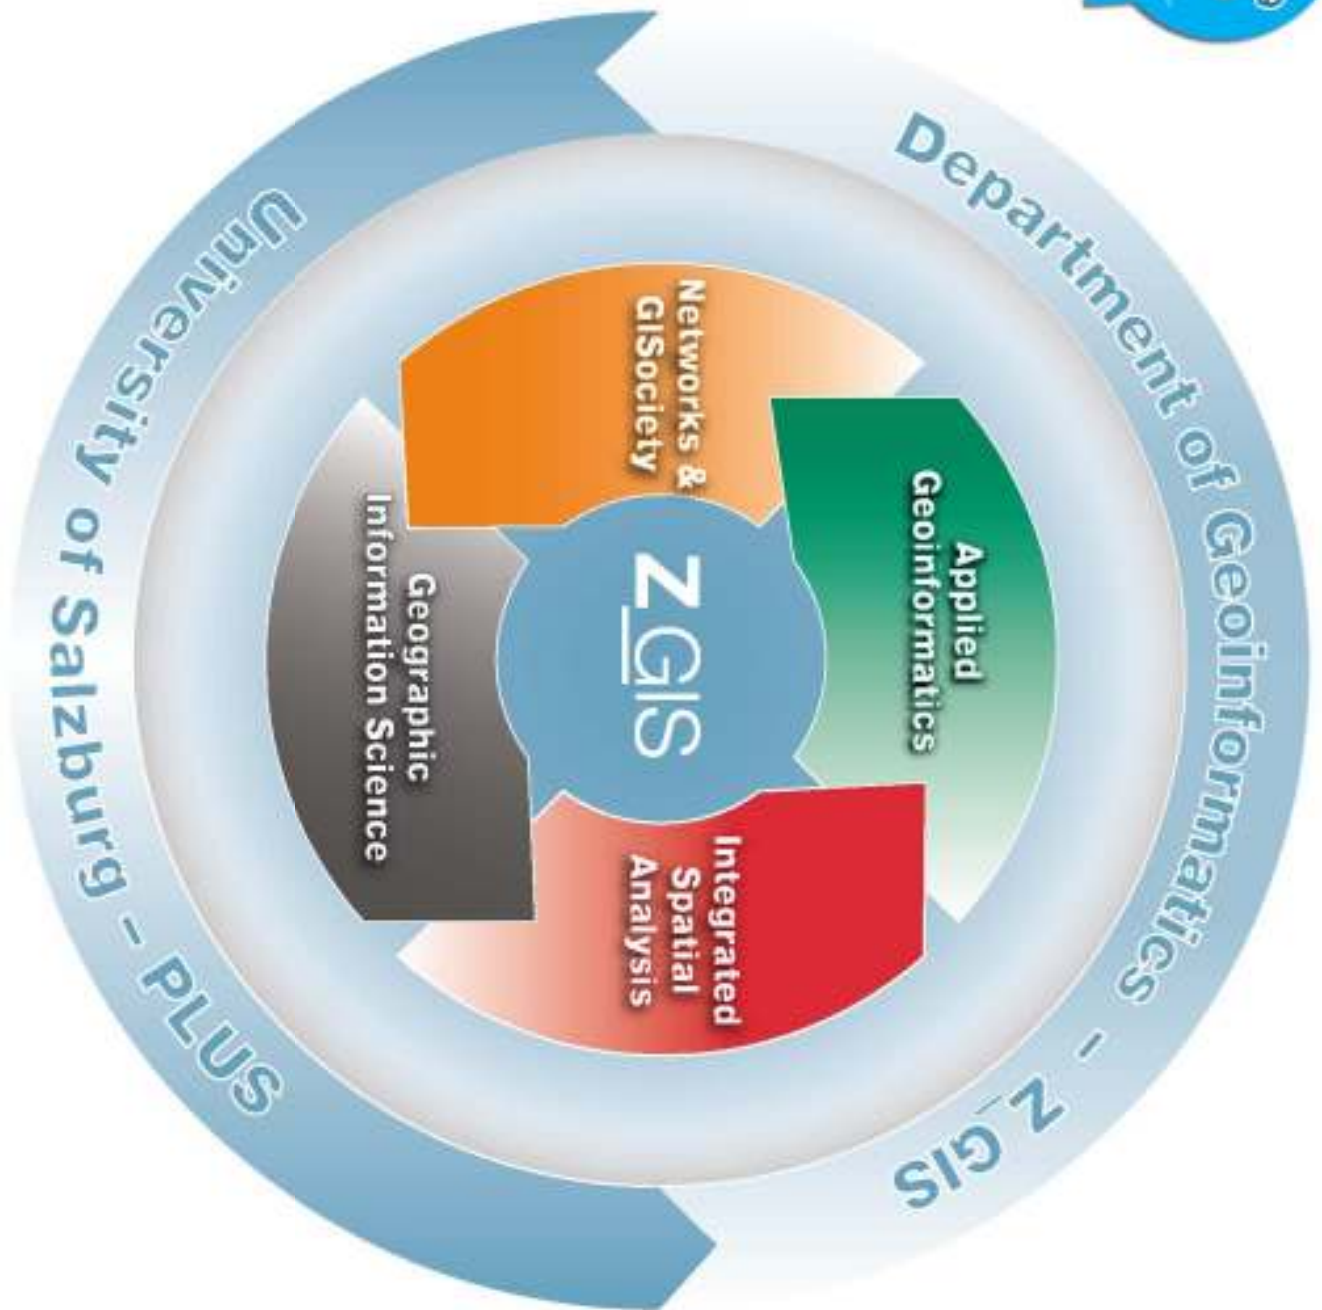 Department of Geoinformatics - Z_GIS
Applied
Geoinformatics
Networks &
GISociety
Z_GIS
Integrated
Spatial
Analysis
Geographic
Information Science
University of Salzburg - PLUS